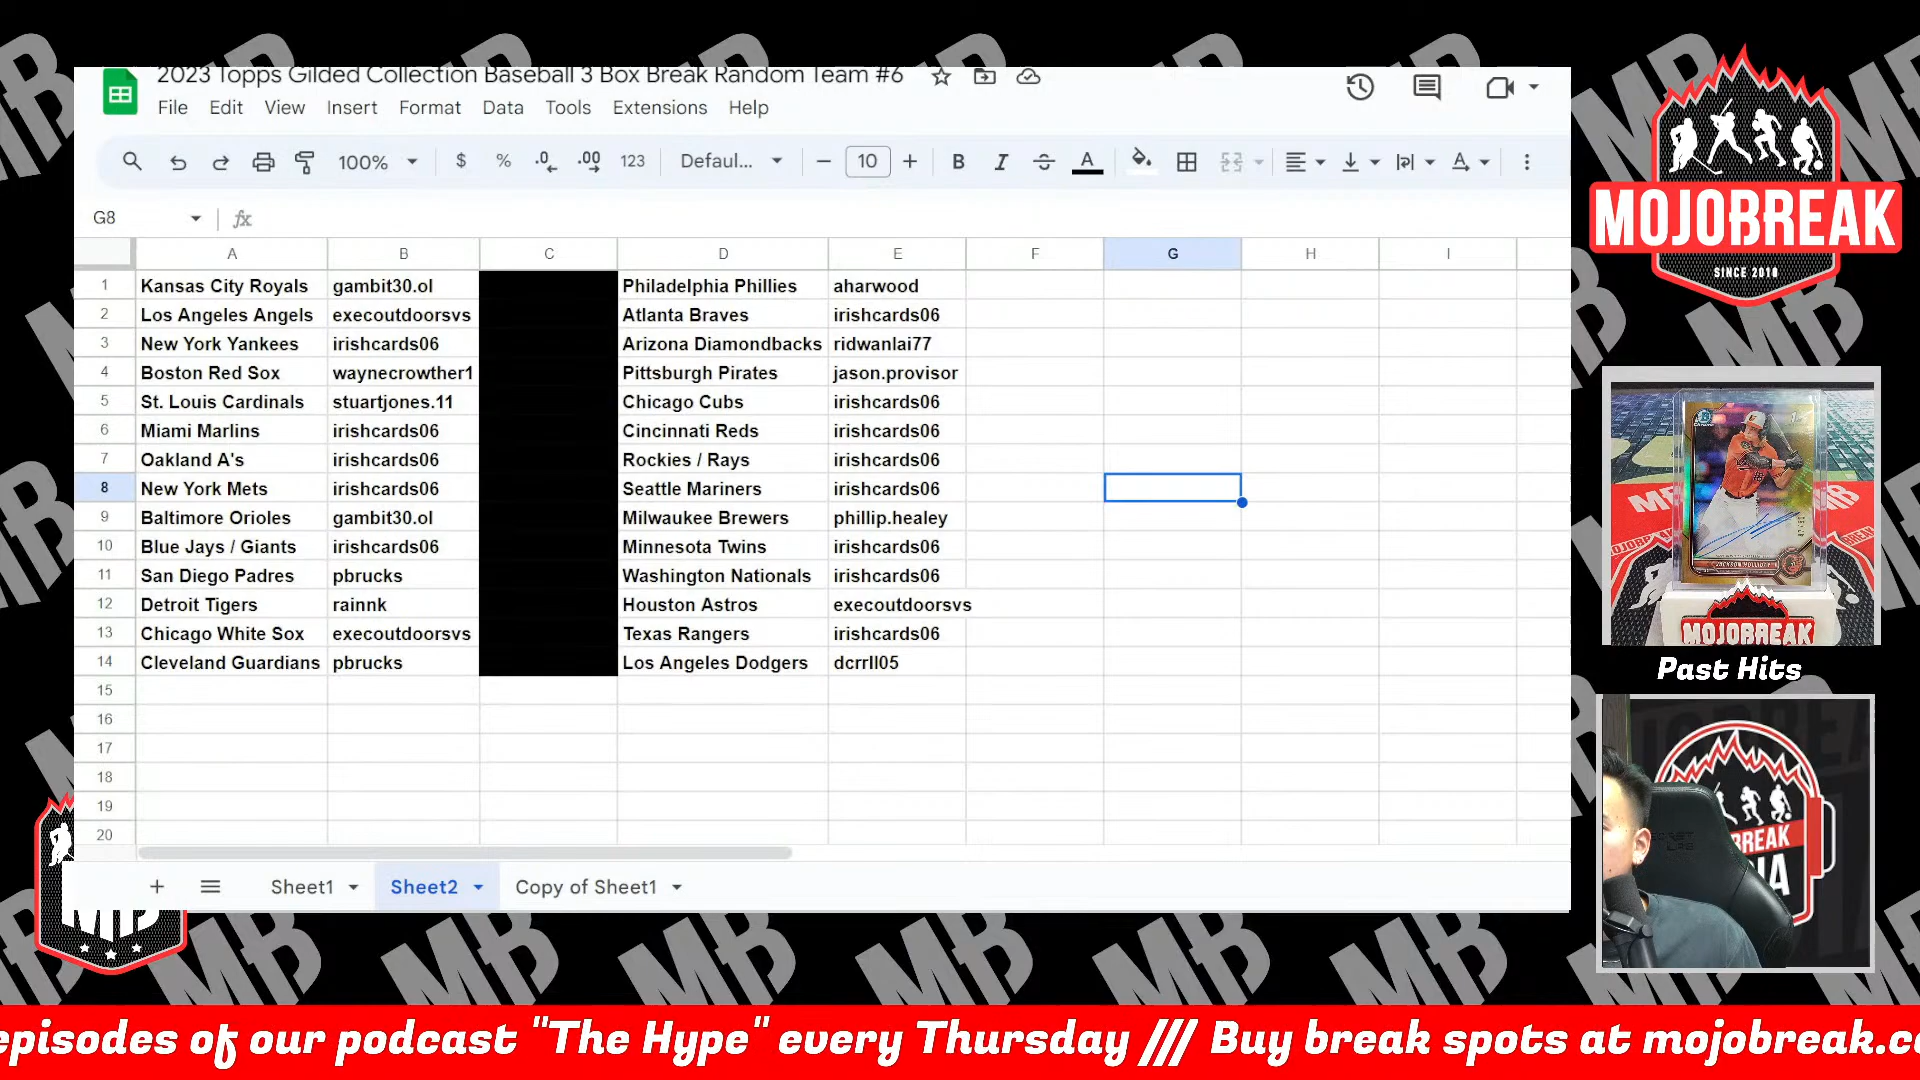 2023 Topps Gilded Collection Baseball 3 Box Break Random Team #6
File Edit View Insert Format Data Tools Extensions Help
100% $ % .0 .00 123 Defaul... 10 B I A A
G8 fx
A B C D E F G H I
1 Kansas City Royals gambit30.ol Philadelphia Phillies aharwood
2 Los Angeles Angels execoutdoorsvs Atlanta Braves irishcards06
3 New York Yankees irishcards06 Arizona Diamondbacks ridwanlai77
4 Boston Red Sox waynecrowther1 Pittsburgh Pirates jason.provisor
5 St. Louis Cardinals stuartjones.11 Chicago Cubs irishcards06
6 Miami Marlins irishcards06 Cincinnati Reds irishcards06
7 Oakland A's irishcards06 Rockies / Rays irishcards06
8 New York Mets irishcards06 Seattle Mariners irishcards06
9 Baltimore Orioles gambit30.ol Milwaukee Brewers phillip.healey
10 Blue Jays / Giants irishcards06 Minnesota Twins irishcards06
11 San Diego Padres pbrucks Washington Nationals irishcards06
12 Detroit Tigers rainnk Houston Astros execoutdoorsvs
13 Chicago White Sox execoutdoorsvs Texas Rangers irishcards06
14 Cleveland Guardians pbrucks Los Angeles Dodgers dcrrll05
15
16
17
18
19
20
Sheet1 Sheet2 Copy of Sheet1
MOJOBREAK
SINCE 2010
MOJOBREAK
Past Hits
MB
episodes of our podcast "The Hype" every Thursday /// Buy break spots at mojobreak.c